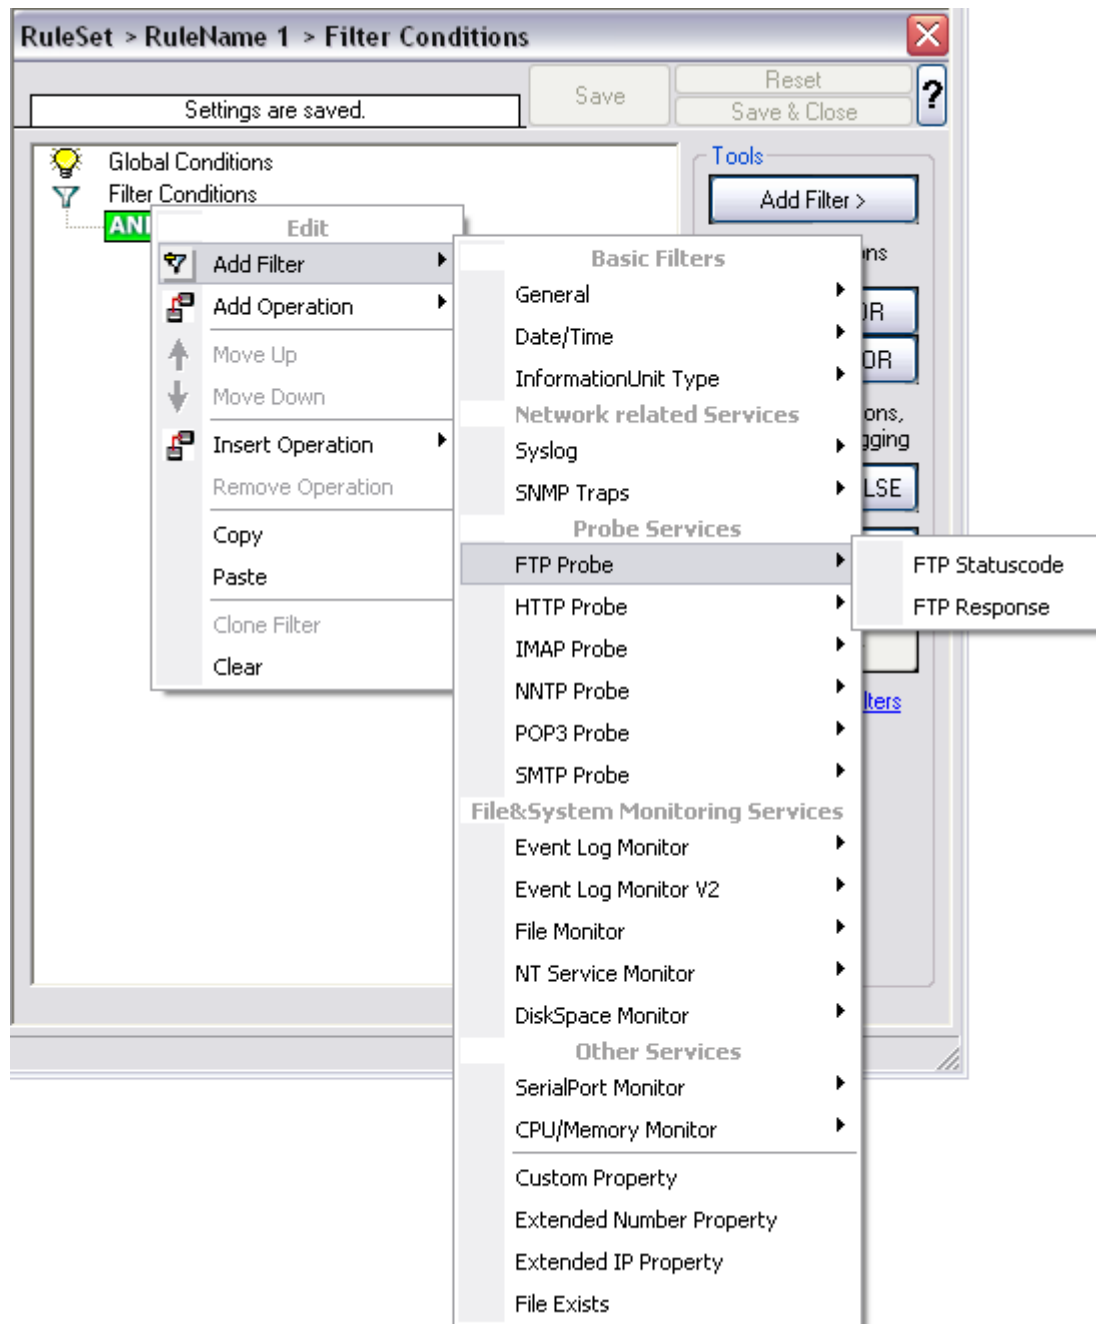 RuleSet > RuleName 1 > Filter Conditions
Settings are saved.
Save
Reset
Save & Close
?
Global Conditions
Filter Conditions
Tools
Add Filter >
Edit
Add Filter
Add Operation
Move Up
Move Down
Insert Operation
Remove Operation
Copy
Paste
Clone Filter
Clear
Basic Filters
General
Date/Time
InformationUnit Type
Network related Services
Syslog
SNMP Traps
Probe Services
FTP Probe
HTTP Probe
IMAP Probe
NNTP Probe
POP3 Probe
SMTP Probe
File&System Monitoring Services
Event Log Monitor
Event Log Monitor V2
File Monitor
NT Service Monitor
DiskSpace Monitor
Other Services
SerialPort Monitor
CPU/Memory Monitor
Custom Property
Extended Number Property
Extended IP Property
File Exists
FTP Statuscode
FTP Response